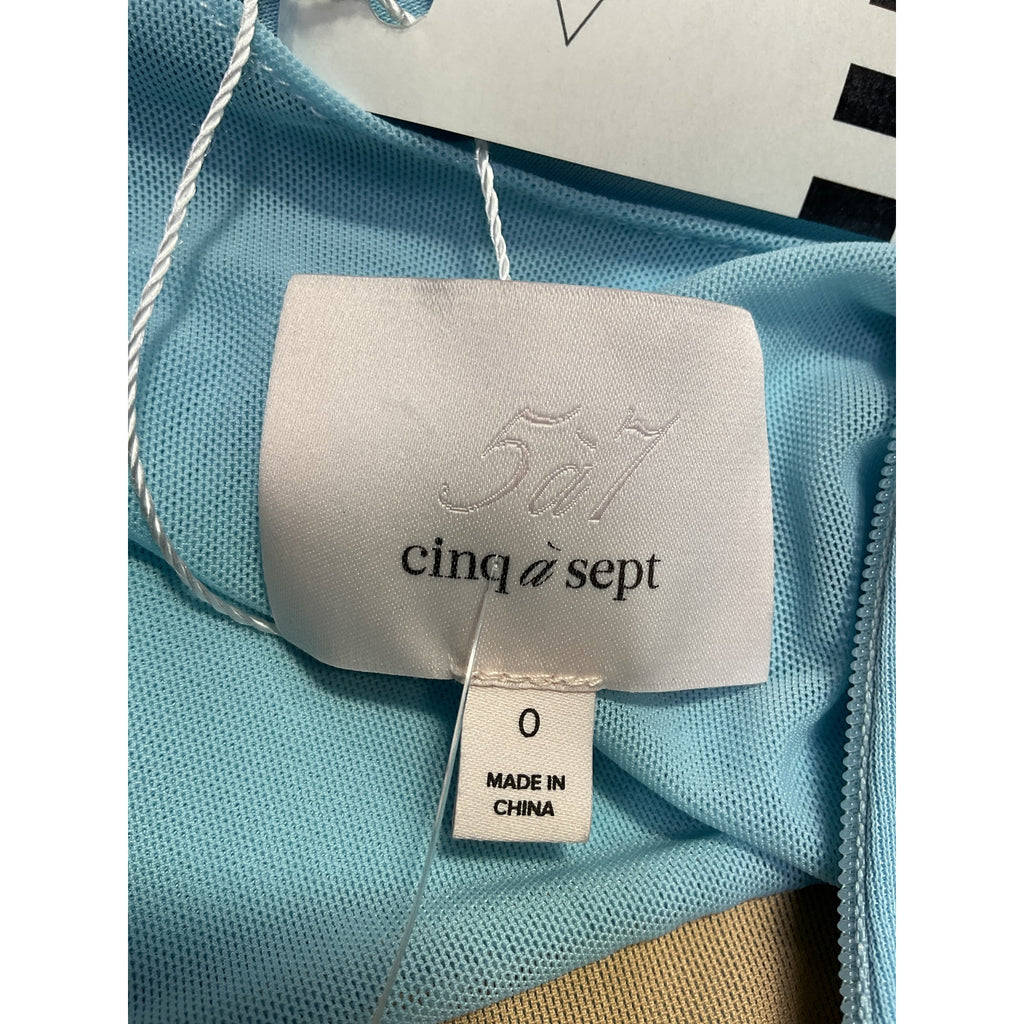 5à7
cinq à sept
0
MADE IN
CHINA